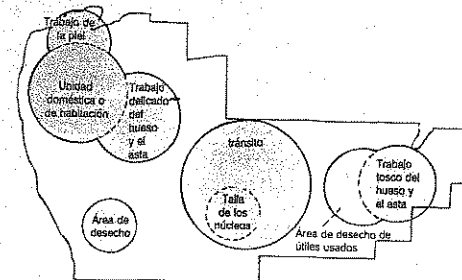 Trabajo de
la piel
Unidad
doméstica o
de habitación
Trabajo
delicado
del
hueso
y el
asta
Área de
desecho
tránsito
Talla
de los
núcleos
Área de desecho de
útiles usados
Trabajo
tosco del
hueso y
el asta